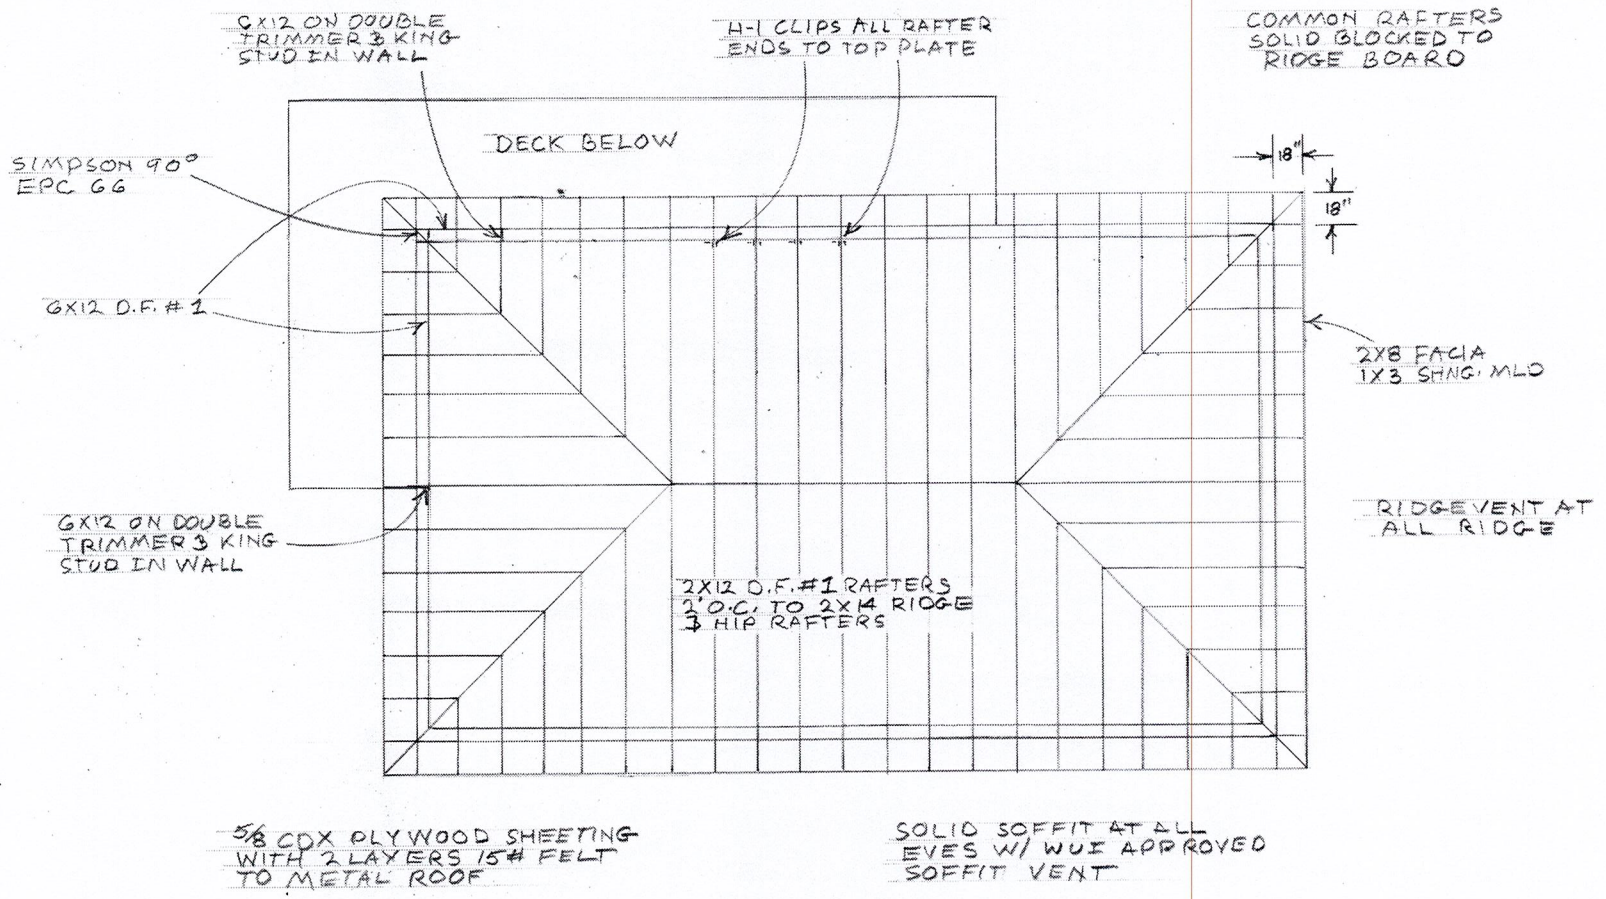 6X12 ON DOUBLE
TRIMMER & KING
STUD IN WALL
H-1 CLIPS ALL RAFTER
ENDS TO TOP PLATE
COMMON RAFTERS
SOLID BLOCKED TO
RIDGE BOARD
DECK BELOW
SIMPSON 90°
EPC 66
18"
18"
6X12 D.F. #1
2X8 FACIA
1X3 SHNG. MLD
6X12 ON DOUBLE
TRIMMER & KING
STUD IN WALL
RIDGEVENT AT
ALL RIDGE
2X12 D.F. #1 RAFTERS
2' O.C. TO 2X14 RIDGE
& HIP RAFTERS
5/8 CDX PLYWOOD SHEETING
WITH 2 LAYERS 15# FELT
TO METAL ROOF
SOLID SOFFIT AT ALL
EVES W/ WUI APPROVED
SOFFIT VENT